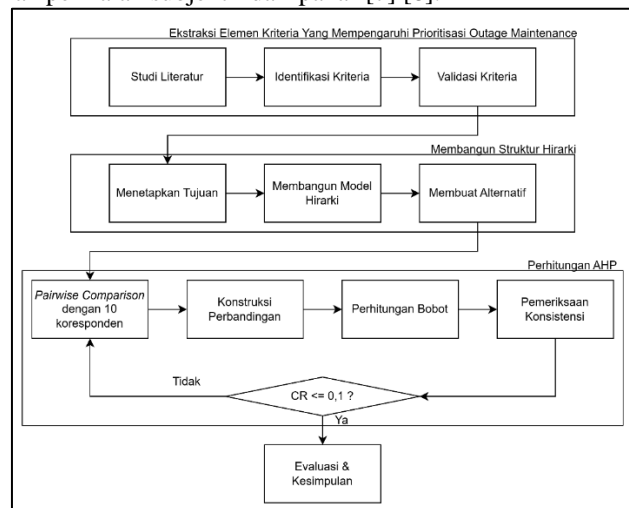 Ekstraksi Elemen Kriteria Yang Mempengaruhi Prioritisasi Outage Maintenance
Studi Literatur
Identifikasi Kriteria
Validasi Kriteria
Membangun Struktur Hirarki
Menetapkan Tujuan
Membangun Model
Hirarki
Membuat Alternatif
Perhitungan AHP
Pairwise Comparison
dengan 10
koresponden
Konstruksi
Perbandingan
Perhitungan Bobot
Pemeriksaan
Konsistensi
Tidak
CR <= 0,1 ?
Ya
Evaluasi &
Kesimpulan